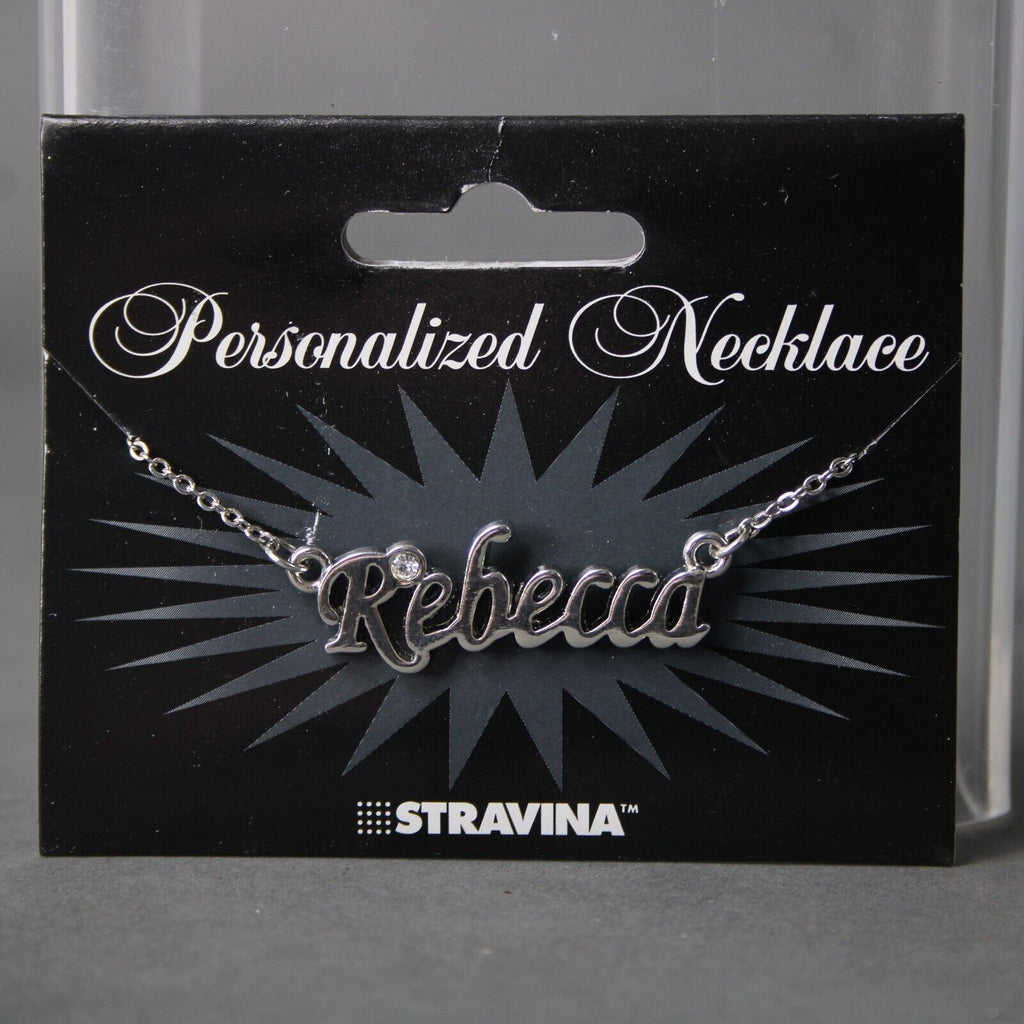 Personalized Necklace
Rebecca
STRAVINA™